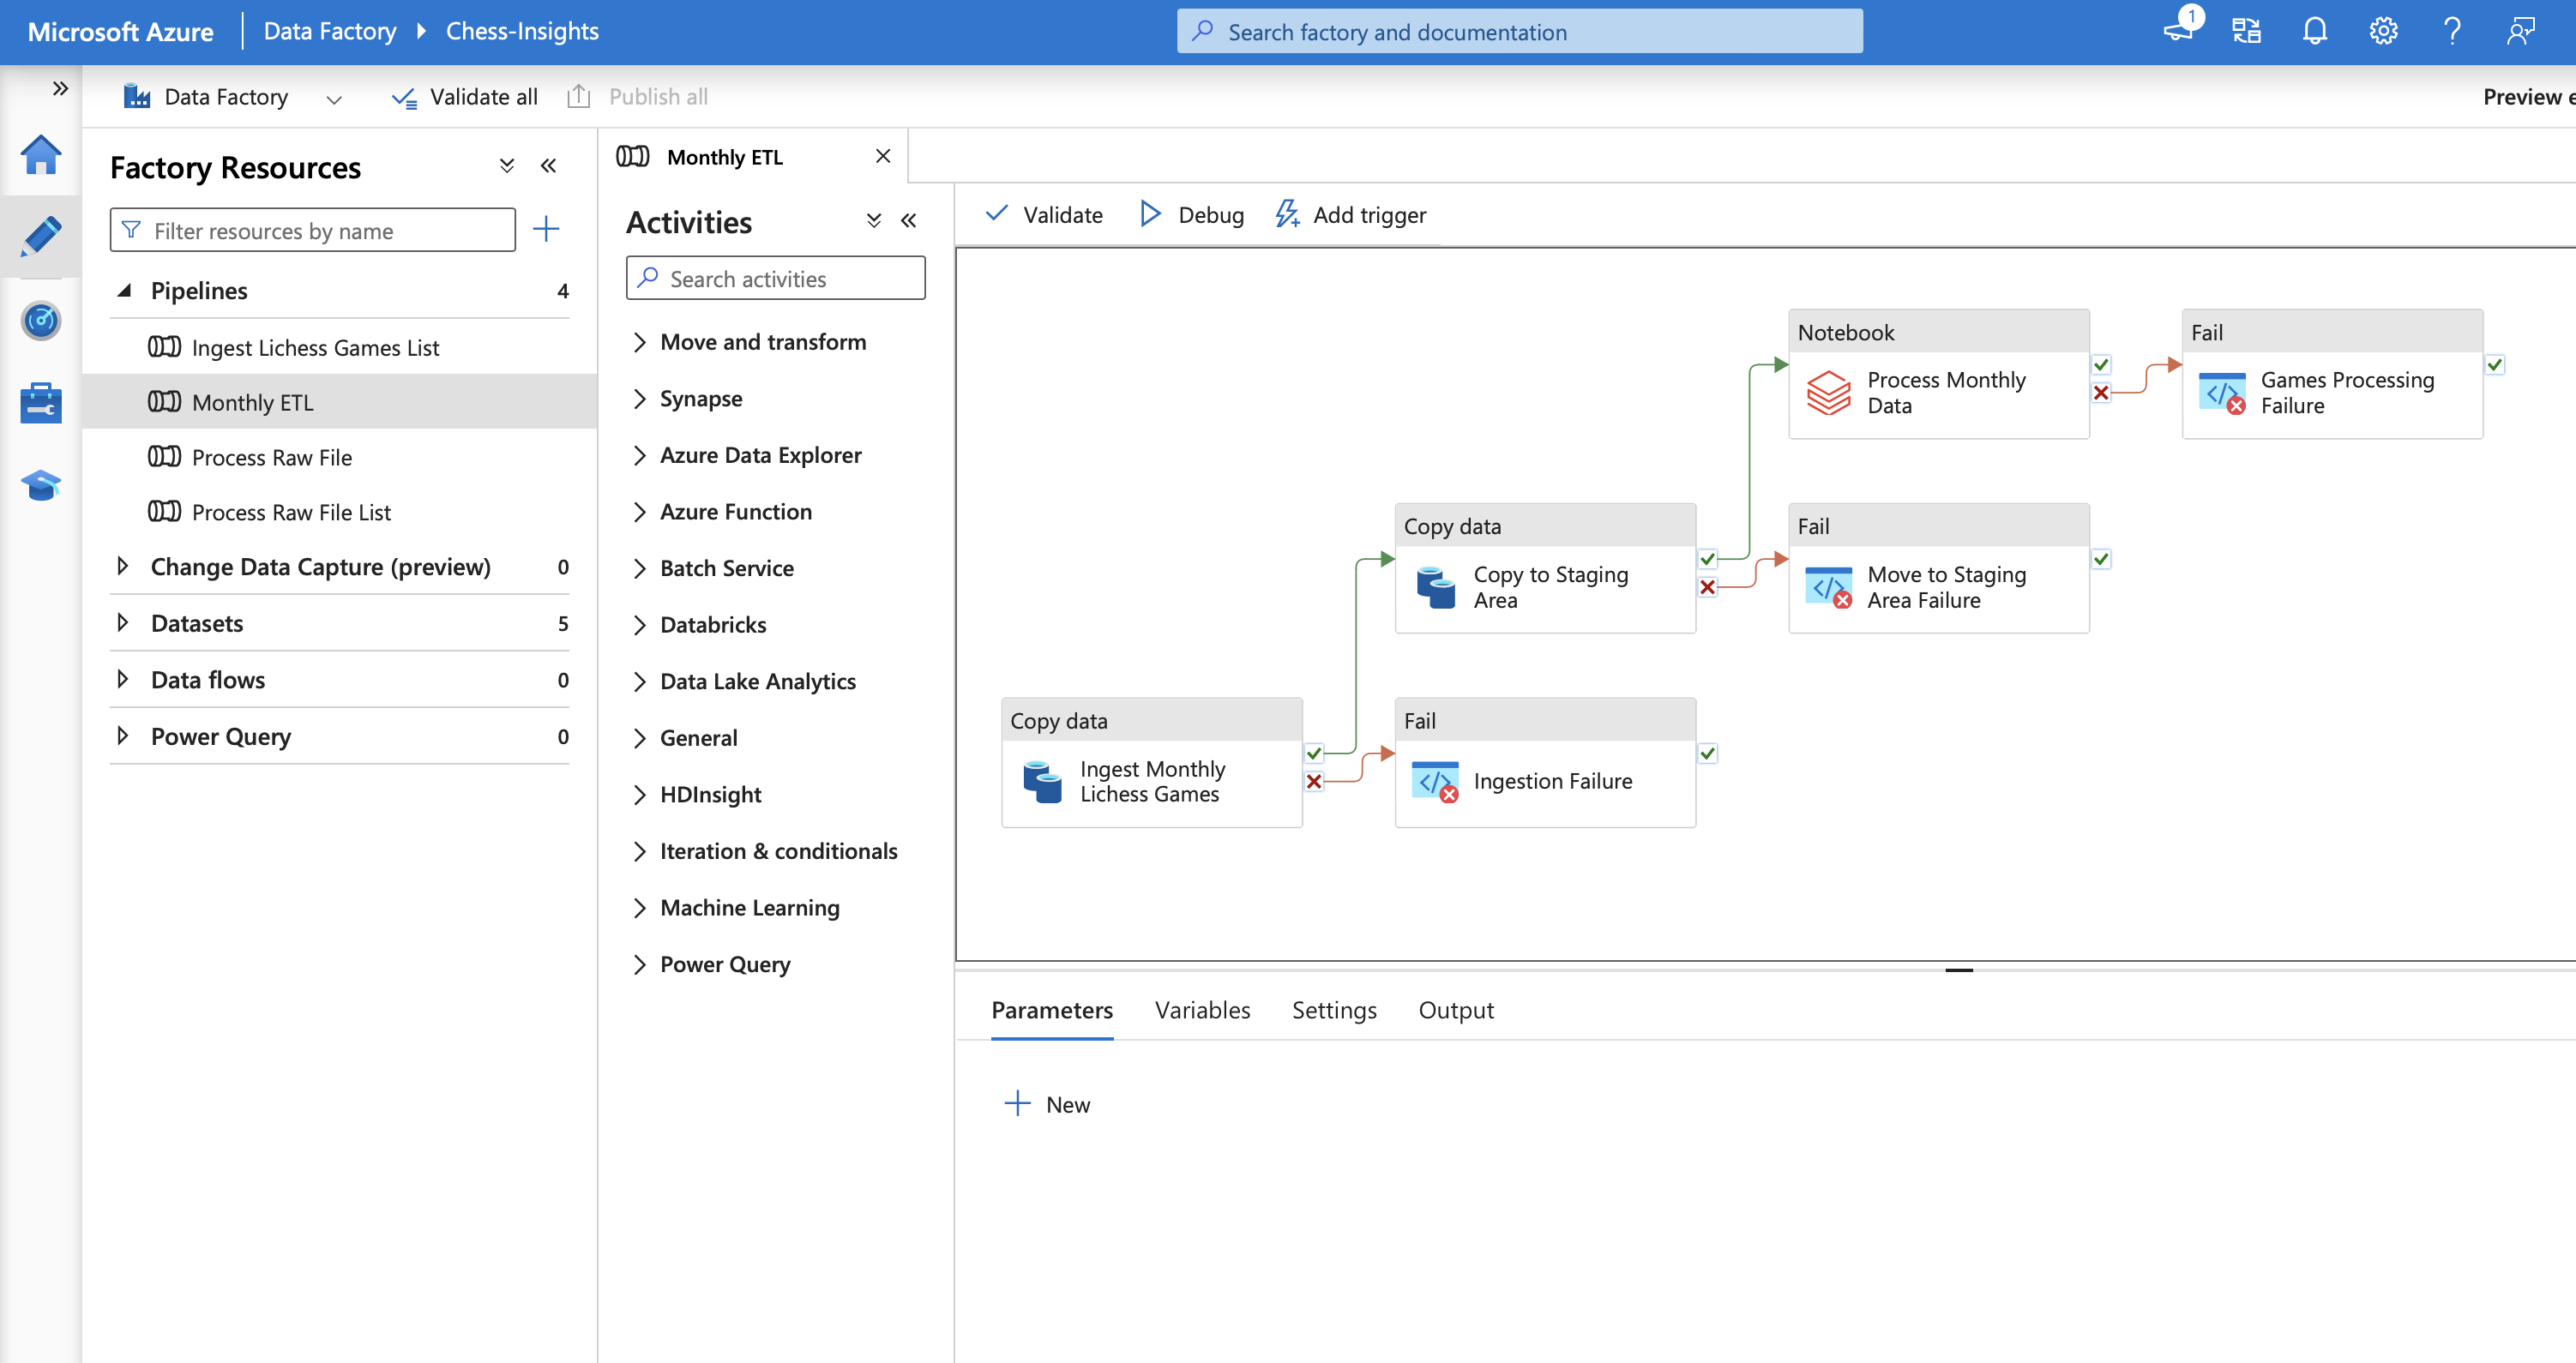 Microsoft Azure
Data Factory
Chess-Insights
Search factory and documentation
1
Data Factory
Validate all
Publish all
Preview
Factory Resources
Filter resources by name
Pipelines 4
Ingest Lichess Games List
Monthly ETL
Process Raw File
Process Raw File List
Change Data Capture (preview) 0
Datasets 5
Data flows 0
Power Query 0
Monthly ETL
Activities
Search activities
Move and transform
Synapse
Azure Data Explorer
Azure Function
Batch Service
Databricks
Data Lake Analytics
General
HDInsight
Iteration & conditionals
Machine Learning
Power Query
Validate
Debug
Add trigger
Notebook
Process Monthly
Data
Fail
Games Processing
Failure
Copy data
Copy to Staging
Area
Fail
Move to Staging
Area Failure
Copy data
Ingest Monthly
Lichess Games
Fail
Ingestion Failure
Parameters
Variables
Settings
Output
New